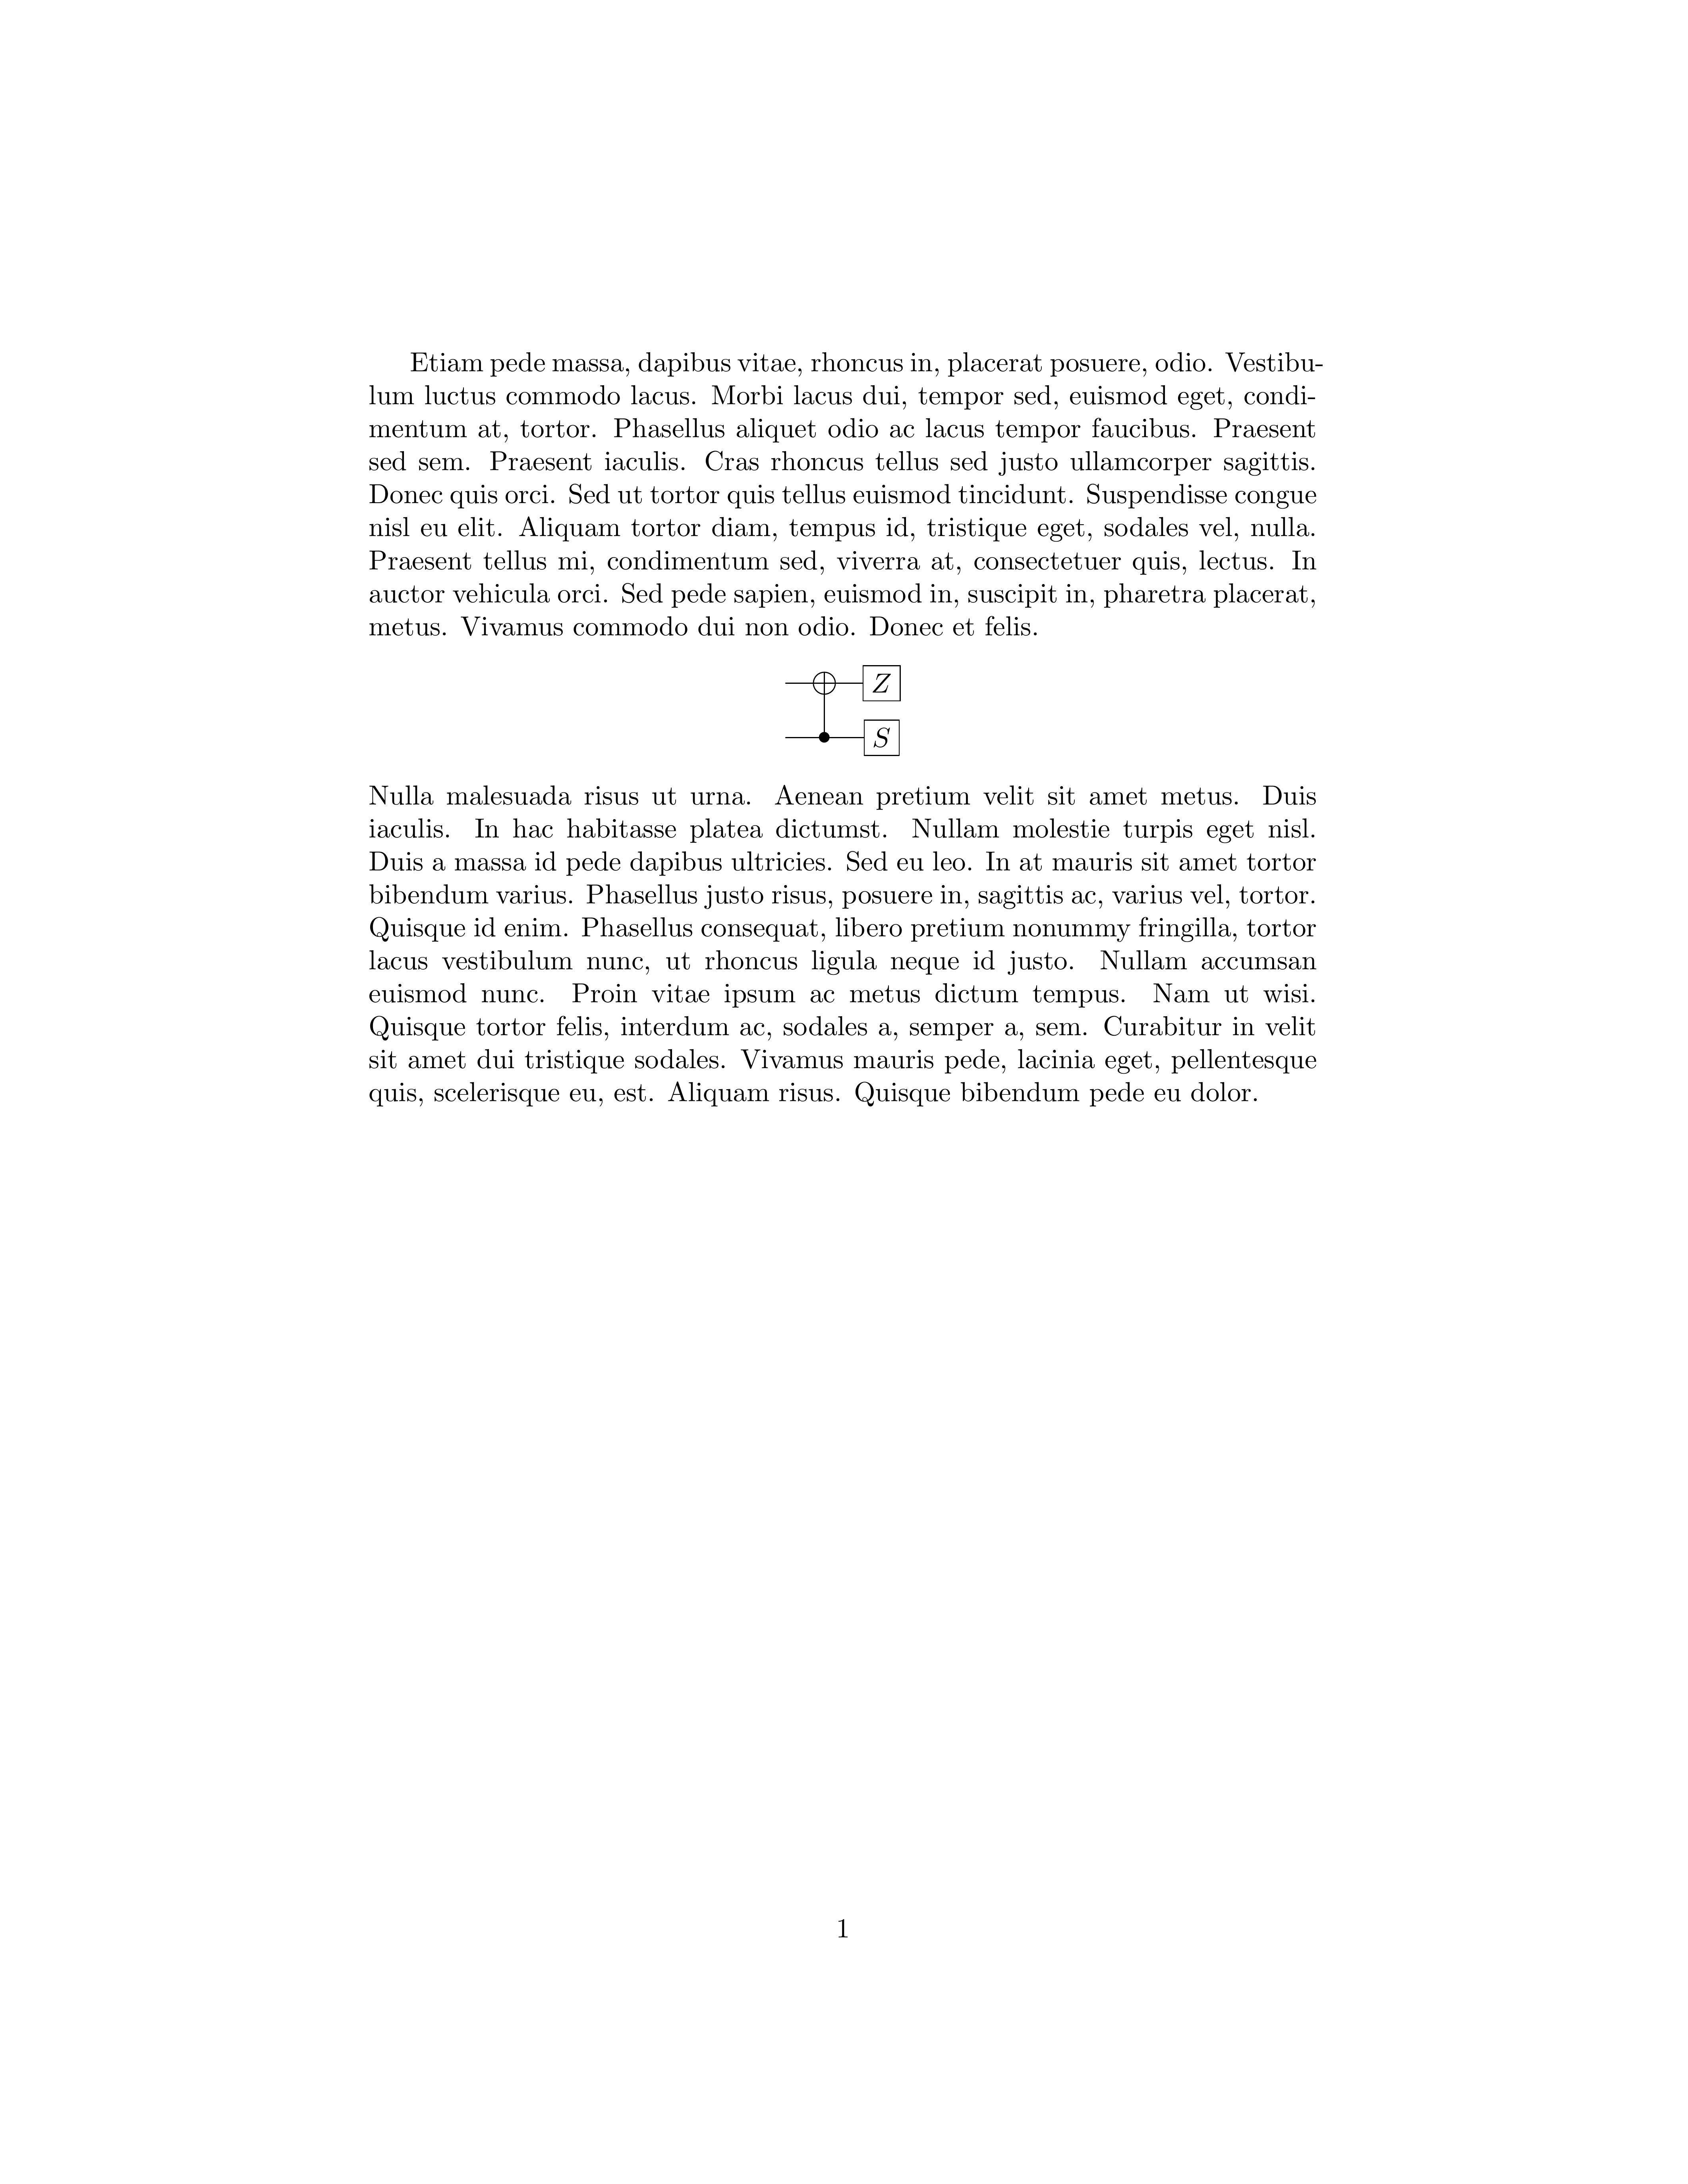 Etiam pede massa, dapibus vitae, rhoncus in, placerat posuere, odio. Vestibu-
lum luctus commodo lacus. Morbi lacus dui, tempor sed, euismod eget, condi-
mentum at, tortor. Phasellus aliquet odio ac lacus tempor faucibus. Praesent
sed sem. Praesent iaculis. Cras rhoncus tellus sed justo ullamcorper sagittis.
Donec quis orci. Sed ut tortor quis tellus euismod tincidunt. Suspendisse congue
nisl eu elit. Aliquam tortor diam, tempus id, tristique eget, sodales vel, nulla.
Praesent tellus mi, condimentum sed, viverra at, consectetuer quis, lectus. In
auctor vehicula orci. Sed pede sapien, euismod in, suscipit in, pharetra placerat,
metus. Vivamus commodo dui non odio. Donec et felis.
Z
S
Nulla malesuada risus ut urna. Aenean pretium velit sit amet metus. Duis
iaculis. In hac habitasse platea dictumst. Nullam molestie turpis eget nisl.
Duis a massa id pede dapibus ultricies. Sed eu leo. In at mauris sit amet tortor
bibendum varius. Phasellus justo risus, posuere in, sagittis ac, varius vel, tortor.
Quisque id enim. Phasellus consequat, libero pretium nonummy fringilla, tortor
lacus vestibulum nunc, ut rhoncus ligula neque id justo. Nullam accumsan
euismod nunc. Proin vitae ipsum ac metus dictum tempus. Nam ut wisi.
Quisque tortor felis, interdum ac, sodales a, semper a, sem. Curabitur in velit
sit amet dui tristique sodales. Vivamus mauris pede, lacinia eget, pellentesque
quis, scelerisque eu, est. Aliquam risus. Quisque bibendum pede eu dolor.
1